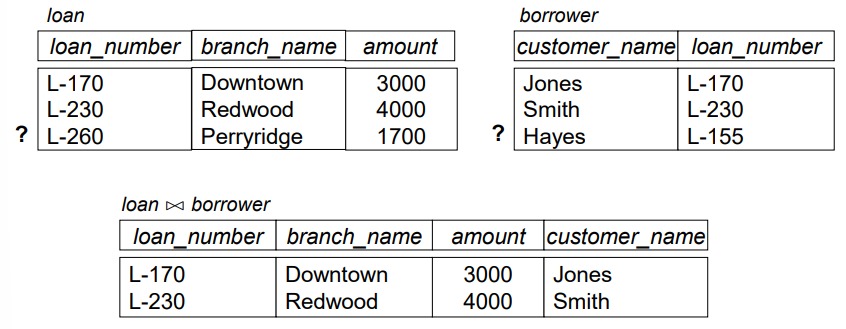 loan
loan_number branch_name amount
L-170 Downtown 3000
L-230 Redwood 4000
? L-260 Perryridge 1700
borrower
customer_name loan_number
Jones L-170
Smith L-230
? Hayes L-155
loan ⋈ borrower
loan_number branch_name amount customer_name
L-170 Downtown 3000 Jones
L-230 Redwood 4000 Smith